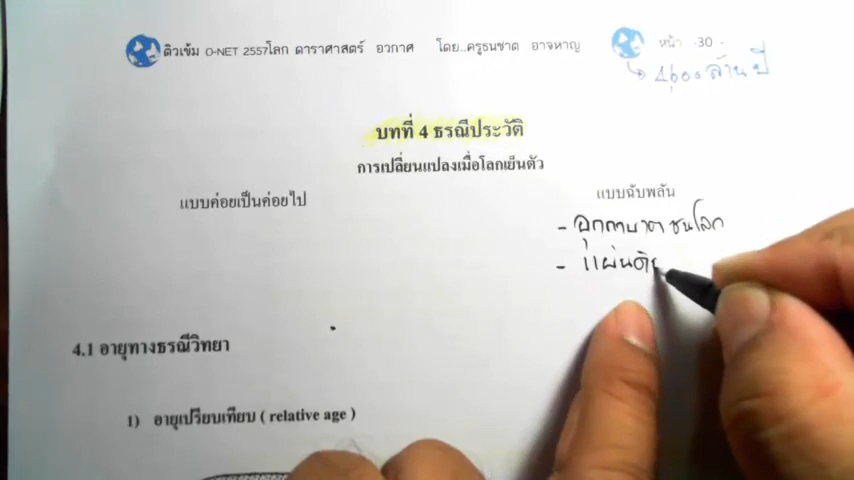 ติวเข้ม O-NET 2557โลก ดาราศาสตร์ อวกาศ โดย..ครูธนชาต อาจหาญ หน้า -30 -
4,600 ล้าน ปี
บทที่ 4 ธรณีประวัติ
การเปลี่ยนแปลงเมื่อโลกเย็นตัว
แบบค่อยเป็นค่อยไป แบบฉับพลัน
- อุกกาบาต ชนโลก
- แผ่นดิน
4.1 อายุทางธรณีวิทยา
1) อายุเปรียบเทียบ ( relative age )